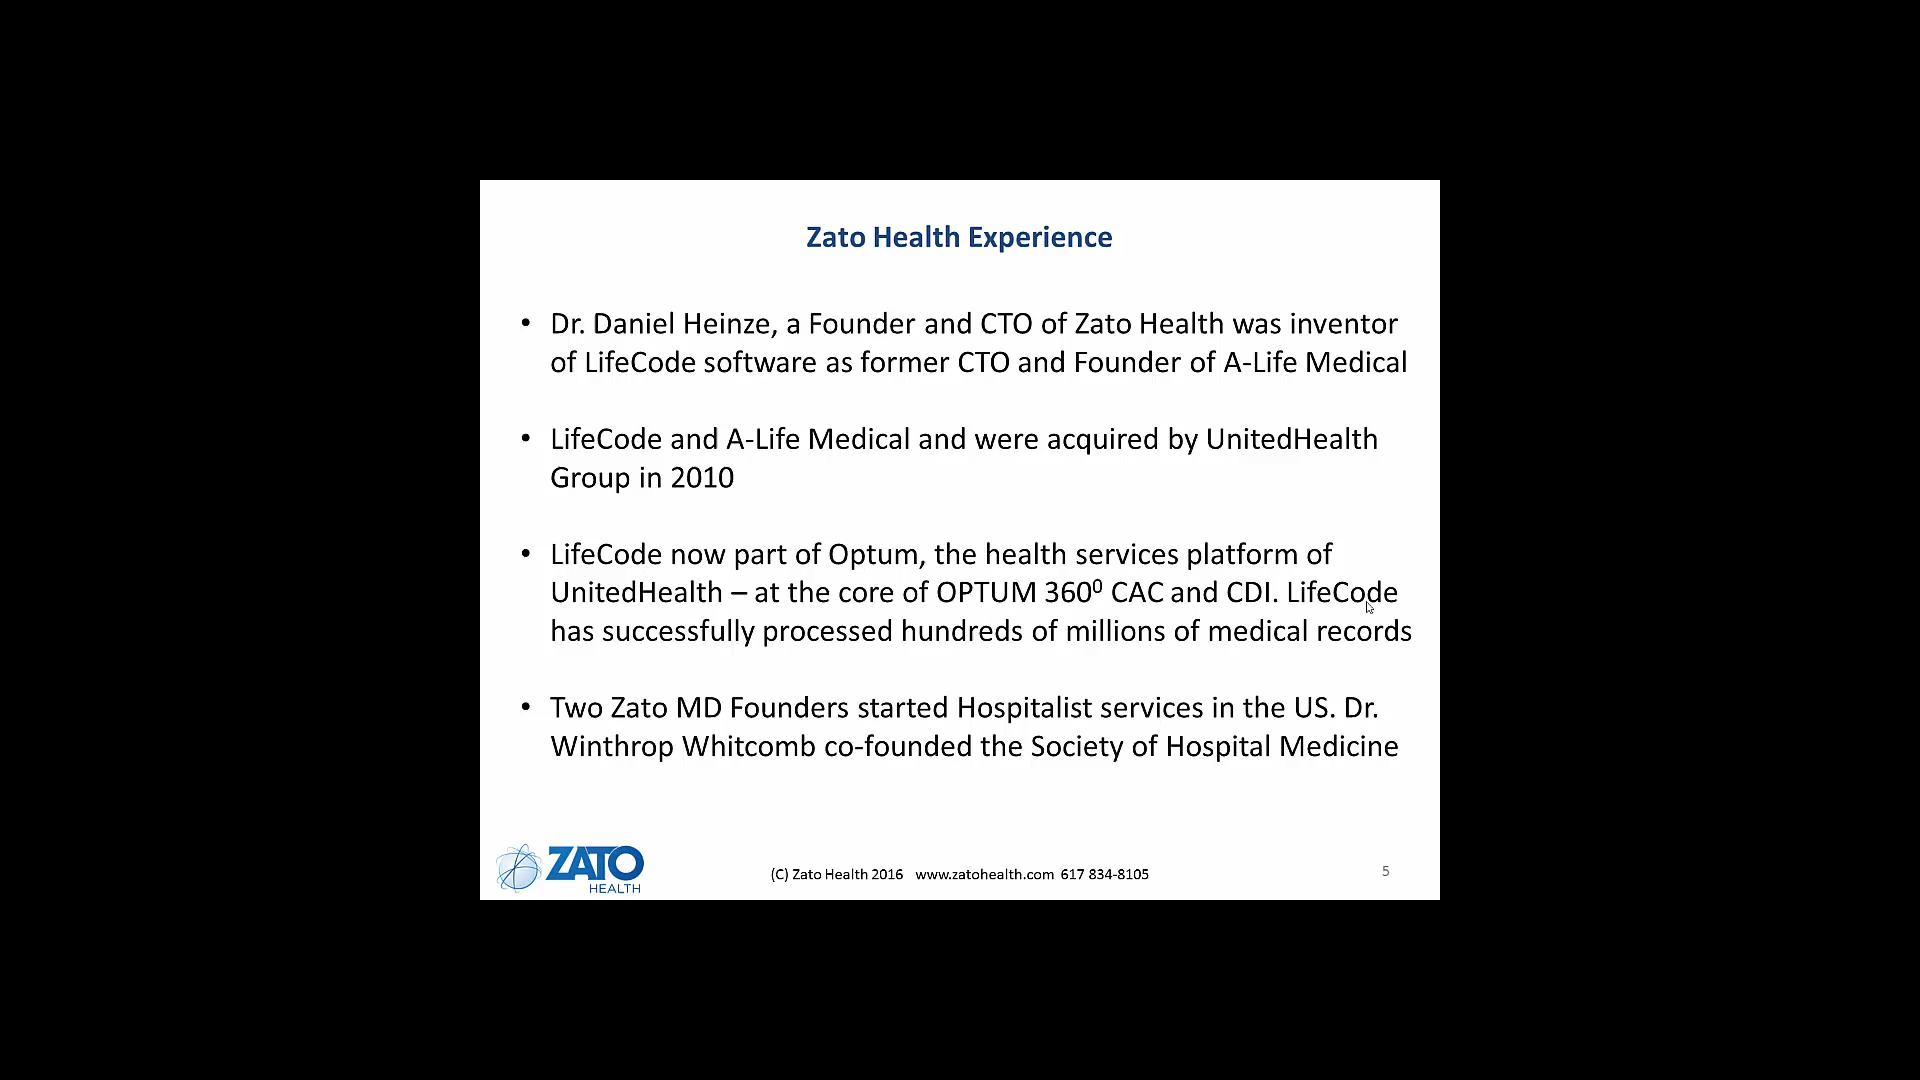 Zato Health Experience
• Dr. Daniel Heinze, a Founder and CTO of Zato Health was inventor
of LifeCode software as former CTO and Founder of A-Life Medical
• LifeCode and A-Life Medical and were acquired by UnitedHealth
Group in 2010
• LifeCode now part of Optum, the health services platform of
UnitedHealth – at the core of OPTUM 360⁰ CAC and CDI. LifeCode
has successfully processed hundreds of millions of medical records
• Two Zato MD Founders started Hospitalist services in the US. Dr.
Winthrop Whitcomb co-founded the Society of Hospital Medicine
ZATO
HEALTH
(C) Zato Health 2016 www.zatohealth.com 617 834-8105
5